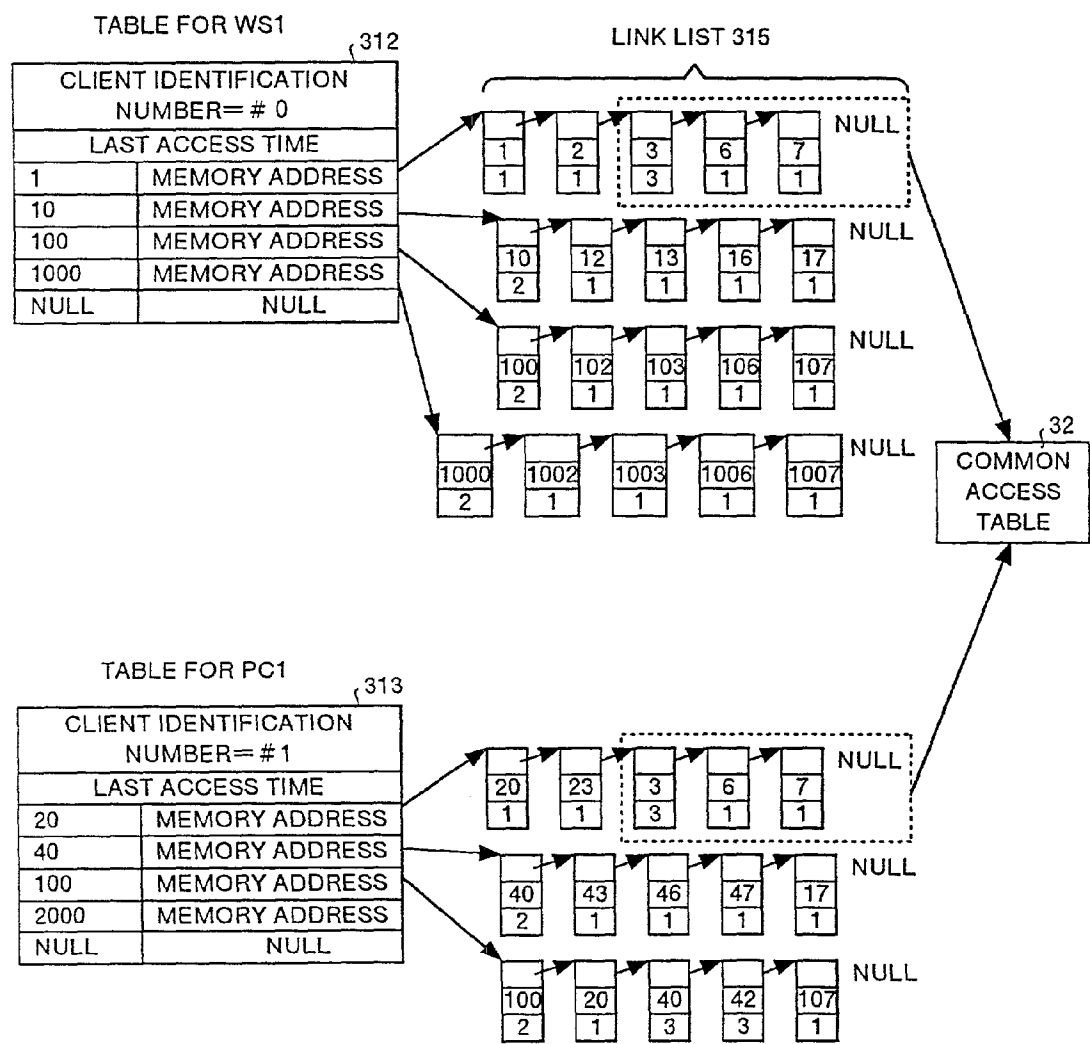 TABLE FOR WS1
312
CLIENT IDENTIFICATION
NUMBER= # 0
LAST ACCESS TIME
1 MEMORY ADDRESS
10 MEMORY ADDRESS
100 MEMORY ADDRESS
1000 MEMORY ADDRESS
NULL NULL
LINK LIST 315
NULL
1 2 3 6 7
1 1 3 1 1
NULL
10 12 13 16 17
2 1 1 1 1
NULL
100 102 103 106 107
2 1 1 1 1
NULL
1000 1002 1003 1006 1007
2 1 1 1 1
32
COMMON
ACCESS
TABLE
TABLE FOR PC1
313
CLIENT IDENTIFICATION
NUMBER= # 1
LAST ACCESS TIME
20 MEMORY ADDRESS
40 MEMORY ADDRESS
100 MEMORY ADDRESS
2000 MEMORY ADDRESS
NULL NULL
NULL
20 23 3 6 7
1 1 3 1 1
NULL
40 43 46 47 17
2 1 1 1 1
NULL
100 20 40 42 107
2 1 3 3 1